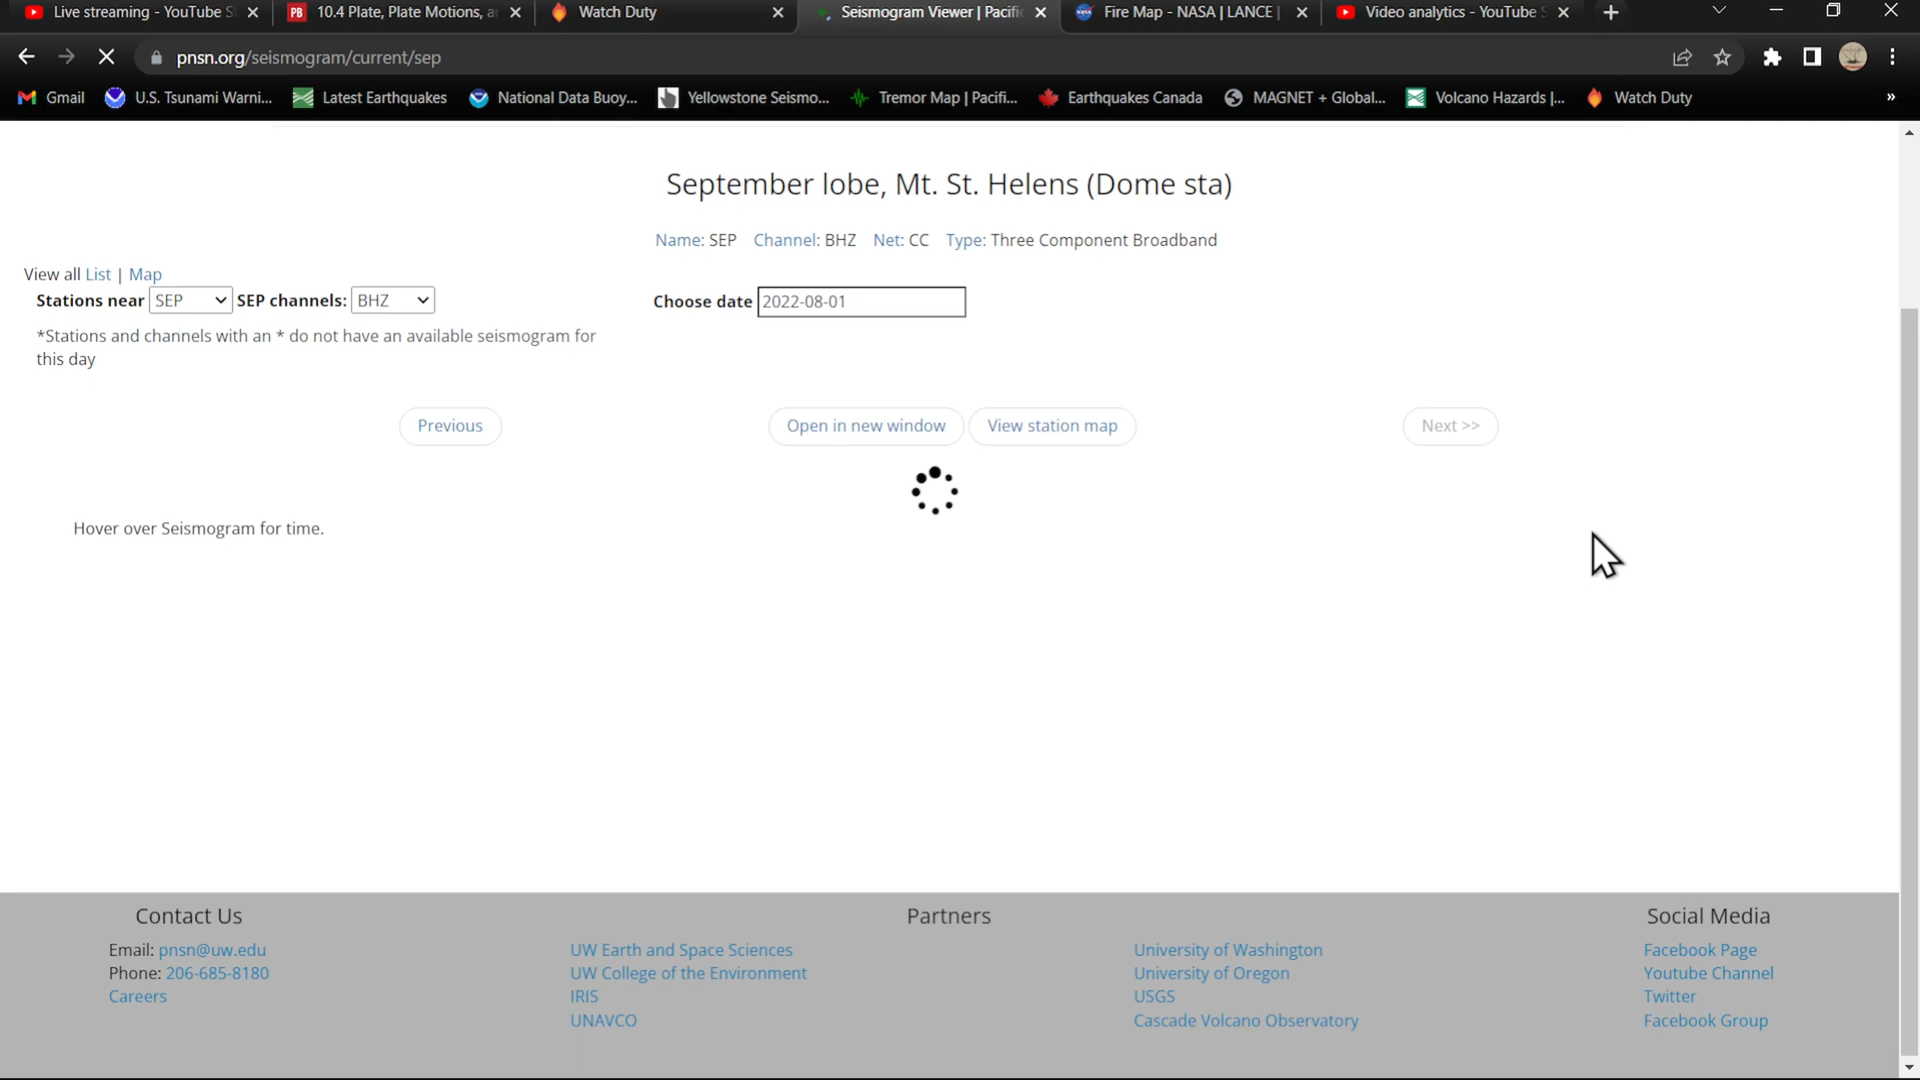 Live streaming - YouTube S
PB 10.4 Plate, Plate Motions, a
Watch Duty
Seismogram Viewer | Pacific
Fire Map - NASA | LANCE |
Video analytics - YouTube S
pnsn.org/seismogram/current/sep
Gmail
U.S. Tsunami Warni...
Latest Earthquakes
National Data Buoy...
Yellowstone Seismo...
Tremor Map | Pacifi...
Earthquakes Canada
MAGNET + Global...
Volcano Hazards |...
Watch Duty
»
September lobe, Mt. St. Helens (Dome sta)
Name: SEP Channel: BHZ Net: CC Type: Three Component Broadband
View all List | Map
Stations near SEP SEP channels: BHZ
Choose date 2022-08-01
*Stations and channels with an * do not have an available seismogram for
this day
Previous
Open in new window
View station map
Next >>
Hover over Seismogram for time.
Contact Us
Email: pnsn@uw.edu
Phone: 206-685-8180
Careers
Partners
UW Earth and Space Sciences
UW College of the Environment
IRIS
UNAVCO
University of Washington
University of Oregon
USGS
Cascade Volcano Observatory
Social Media
Facebook Page
Youtube Channel
Twitter
Facebook Group